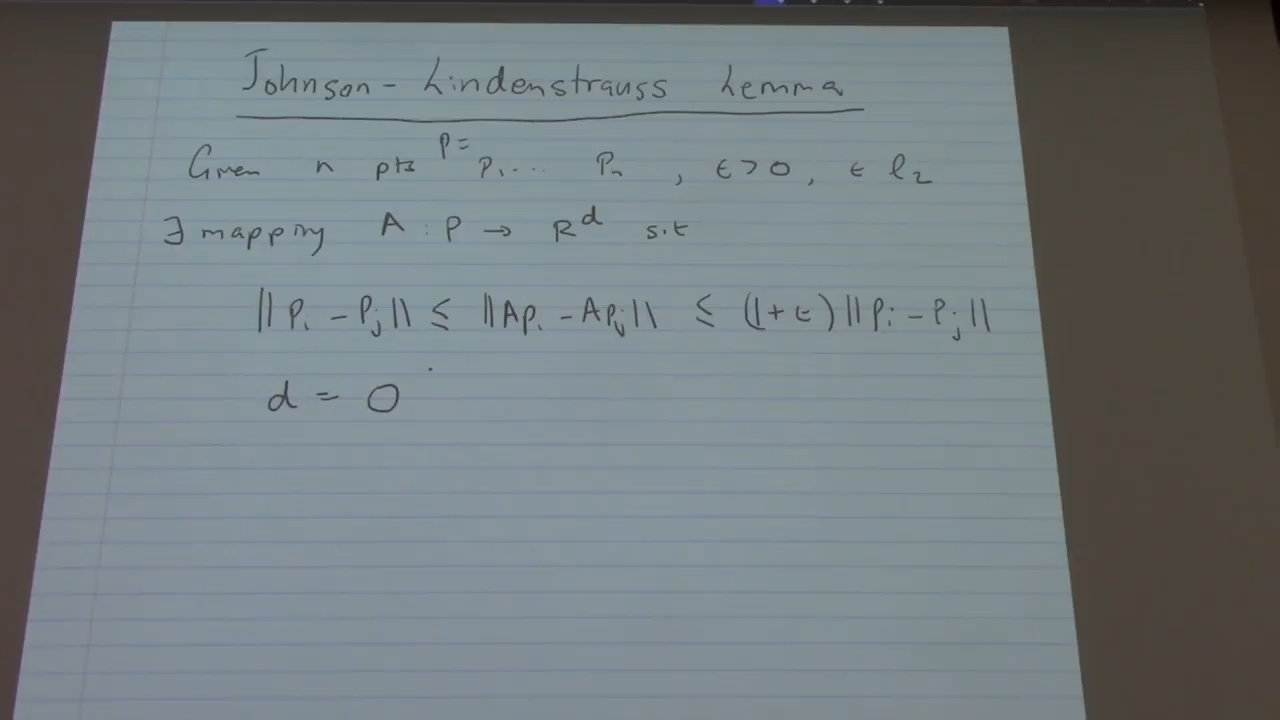 Johnson-Lindenstrauss Lemma
Given n pts P= p₁... Pₙ, ε>0, ∈ ℓ₂
∃ mapping A : P → R^d s.t
||Pᵢ - Pⱼ|| ≤ ||Apᵢ - Apⱼ|| ≤ (1+ε)||Pᵢ - Pⱼ||
d = O